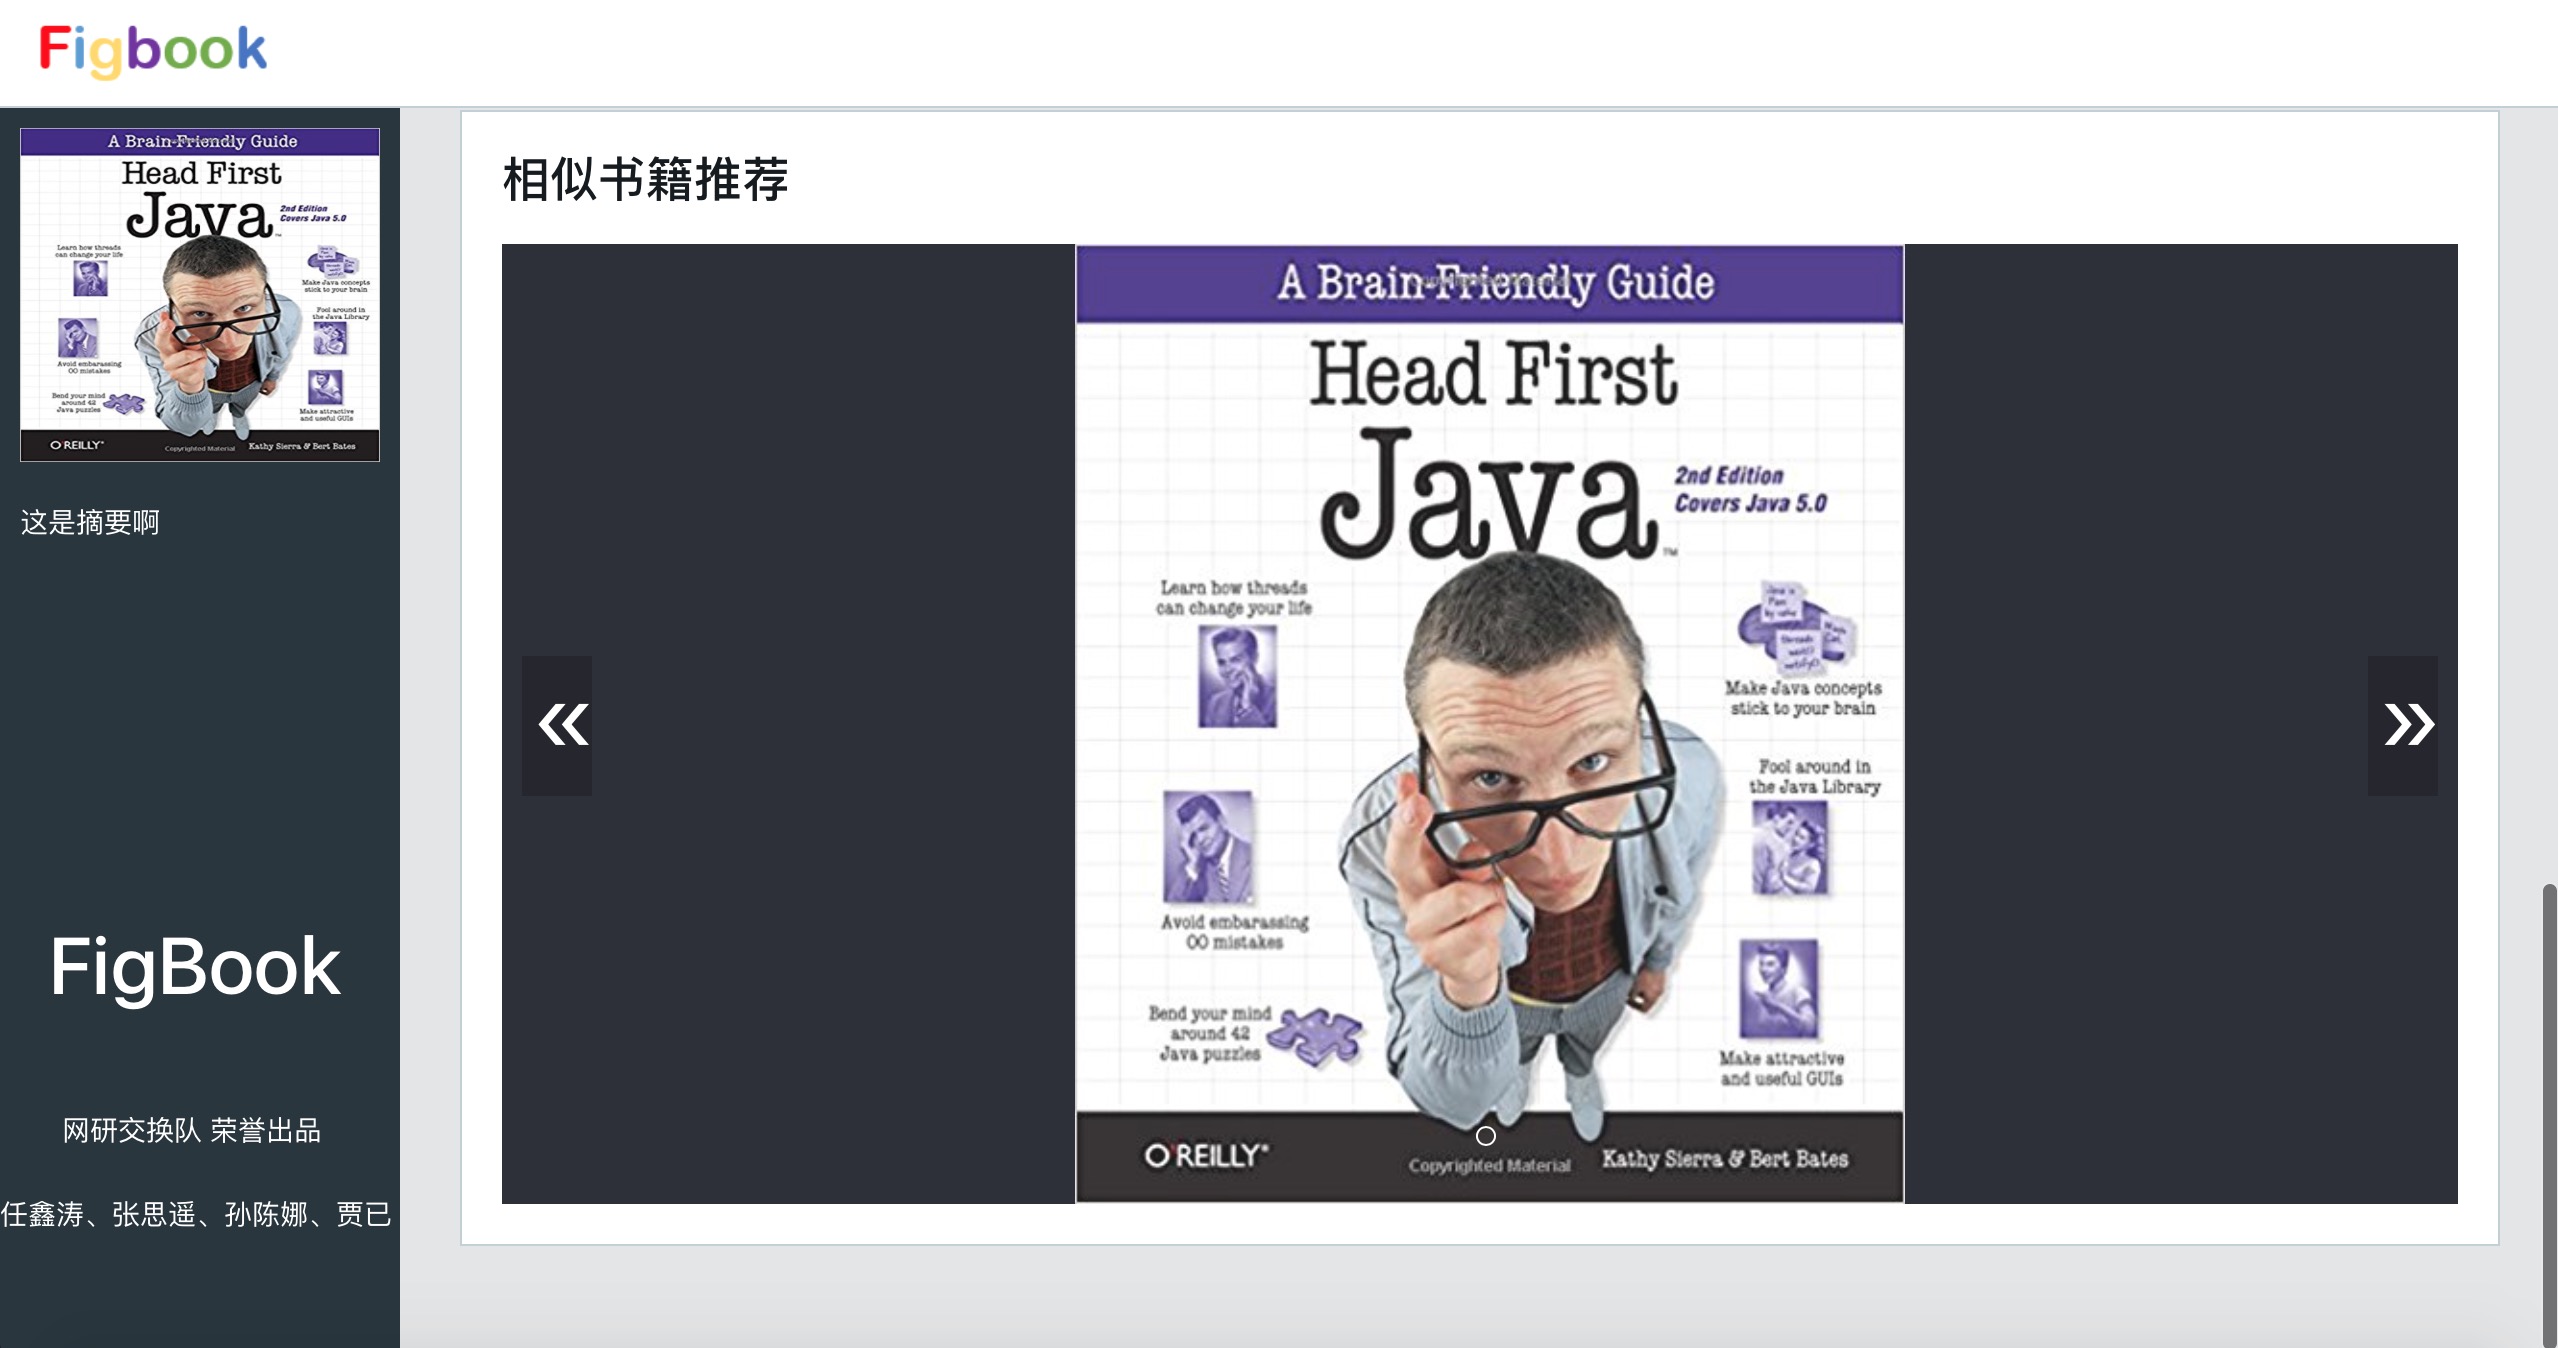 Figbook
A Brain-Friendly Guide
Head First
Java
2nd Edition
Covers Java 5.0
Learn how threads
can change your life
Make Java concepts
stick to your brain
Fool around in
the Java Library
Avoid embarassing
OO mistakes
Bend your mind
around 42
Java puzzles
Make attractive
and useful GUIs
O'REILLY®
Copyrighted Material
Kathy Sierra & Bert Bates
这是摘要啊
FigBook
网研交换队 荣誉出品
任鑫涛、张思遥、孙陈娜、贾已
相似书籍推荐
«
A Brain-Friendly Guide
Head First
Java™
2nd Edition
Covers Java 5.0
Learn how threads
can change your life
Make Java concepts
stick to your brain
Fool around in
the Java Library
Avoid embarassing
OO mistakes
Bend your mind
around 42
Java puzzles
Make attractive
and useful GUIs
O'REILLY®
Copyrighted Material
Kathy Sierra & Bert Bates
»